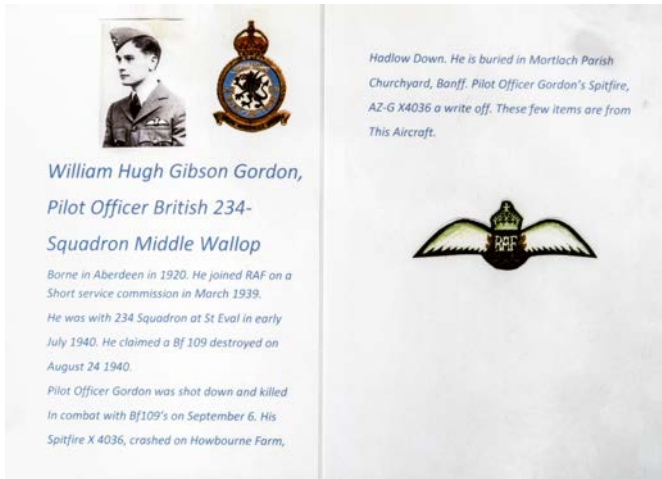 William Hugh Gibson Gordon,
Pilot Officer British 234-
Squadron Middle Wallop
Borne in Aberdeen in 1920. He joined RAF on a
Short service commission in March 1939.
He was with 234 Squadron at St Eval in early
July 1940. He claimed a Bf 109 destroyed on
August 24 1940.
Pilot Officer Gordon was shot down and killed
In combat with Bf109's on September 6. His
Spitfire X 4036, crashed on Howbourne Farm,
Hadlow Down. He is buried in Mortlach Parish
Churchyard, Banff. Pilot Officer Gordon's Spitfire,
AZ-G X4036 a write off. These few items are from
This Aircraft.
RAF